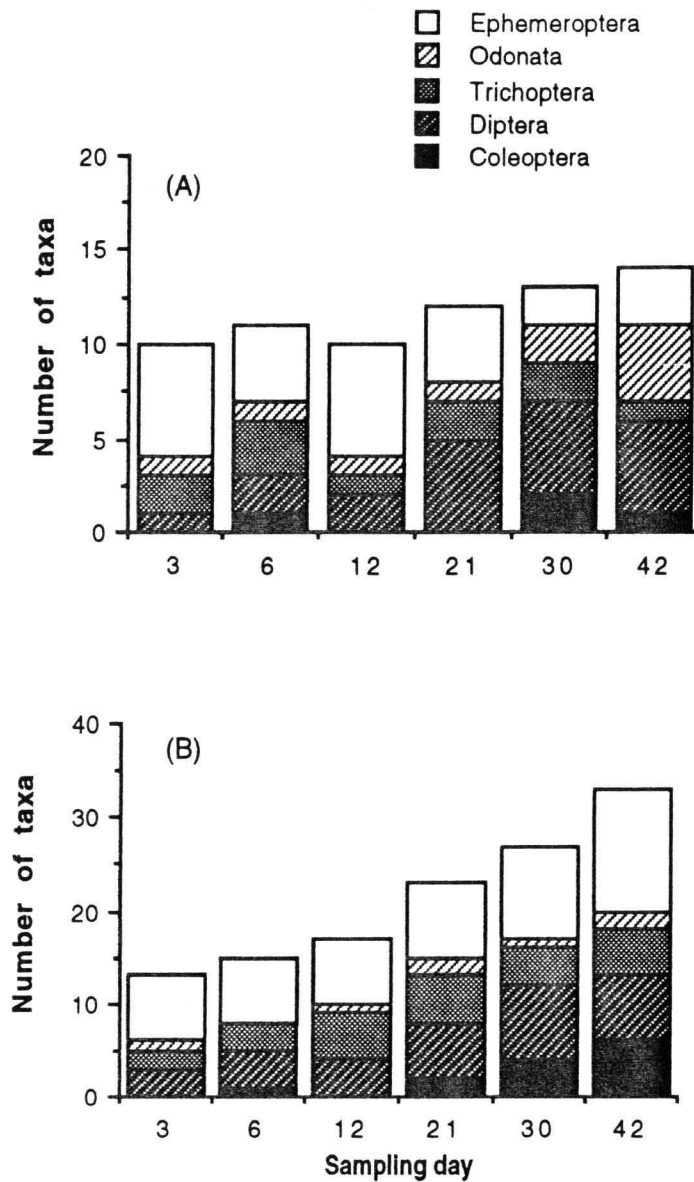 Ephemeroptera
Odonata
Trichoptera
Diptera
Coleoptera
(A)
Number of taxa
20
15
10
5
0
3 6 12 21 30 42
(B)
Number of taxa
40
30
20
10
0
3 6 12 21 30 42
Sampling day